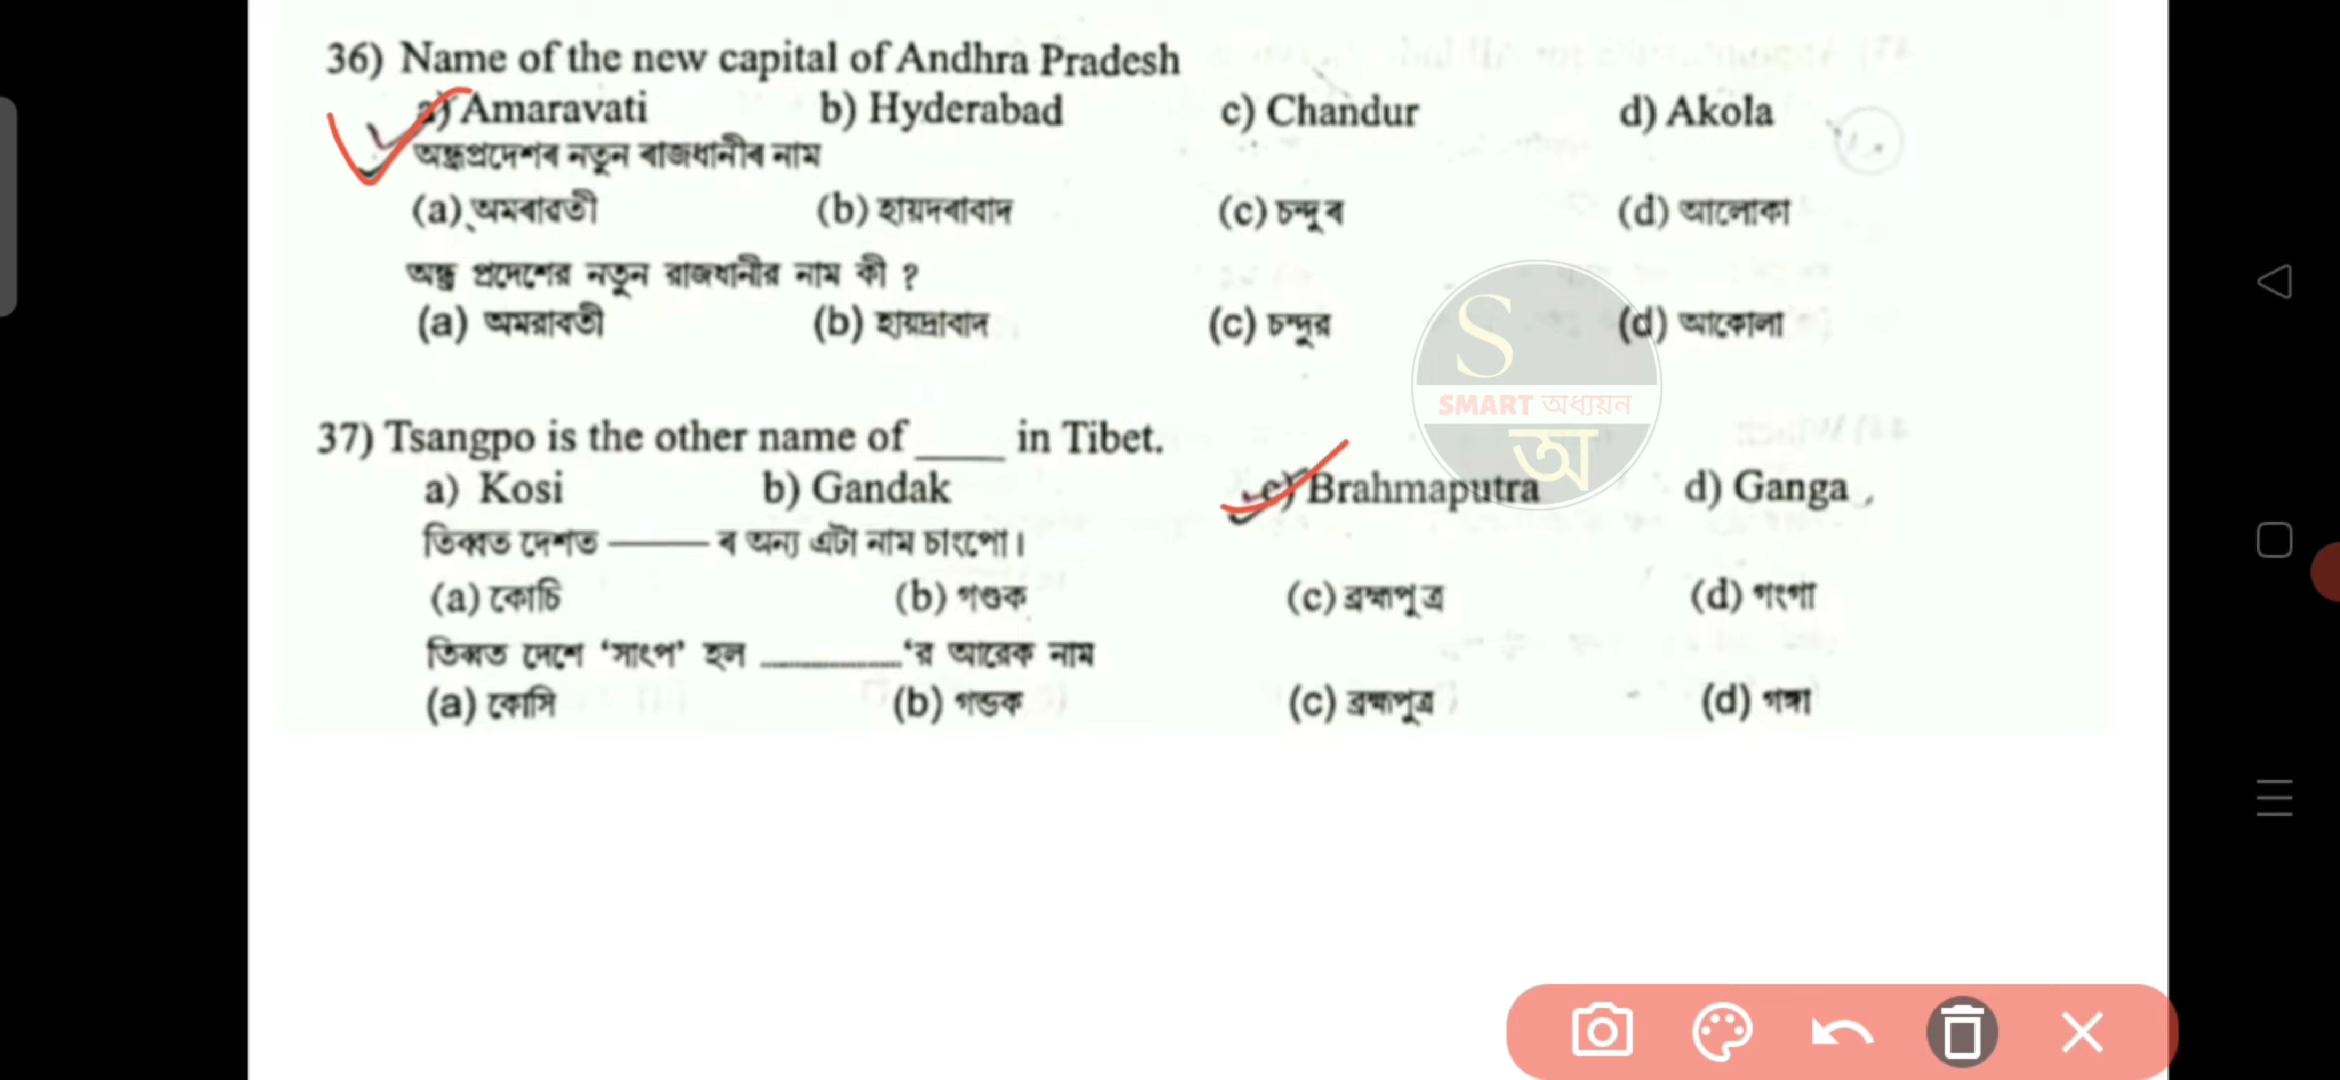 36) Name of the new capital of Andhra Pradesh
a) Amaravati b) Hyderabad c) Chandur d) Akola
অন্ধ্ৰপ্ৰদেশৰ নতুন ৰাজধানীৰ নাম
(a) অমৰাৱতী (b) হায়দৰাবাদ (c) চন্দুৰ (d) আলোকা
অন্ধ্র প্রদেশের নতুন রাজধানীর নাম কী ?
(a) অমরাবতী (b) হায়দ্রাবাদ (c) চন্দুর (d) আকোলা
SMART অধ্যয়ন
S
অ
37) Tsangpo is the other name of ____ in Tibet.
a) Kosi b) Gandak c) Brahmaputra d) Ganga
তিব্বত দেশত ——— ৰ অন্য এটা নাম চাংপো।
(a) কোচি (b) গণ্ডক (c) ব্ৰহ্মপুত্ৰ (d) গংগা
তিব্বত দেশে ‘সাংপ’ হল ________‘র আরেক নাম
(a) কোসি (b) গন্ডক (c) ব্রহ্মপুত্র (d) গঙ্গা